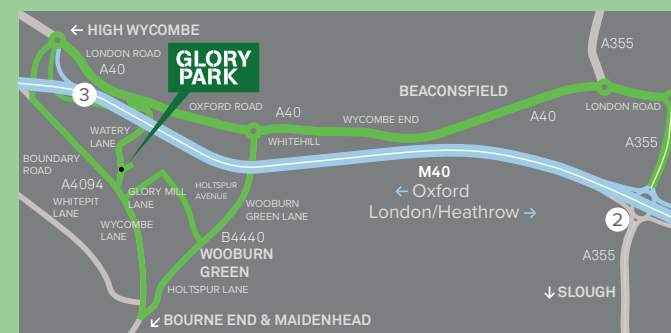 ← HIGH WYCOMBE
LONDON ROAD
A40
GLORY
PARK
A355
3
OXFORD ROAD
A40
BEACONSFIELD
WYCOMBE END
A40
LONDON ROAD
WATERY
LANE
WHITEHILL
A355
BOUNDARY
ROAD
A4094
M40
← Oxford
London/Heathrow →
WHITEPIT
LANE
GLORY MILL
LANE
HOLTSPUR
AVENUE
WOOBURN
GREEN LANE
2
WYCOMBE
LANE
B4440
WOOBURN
GREEN
A355
HOLTSPUR LANE
↓ SLOUGH
↙ BOURNE END & MAIDENHEAD